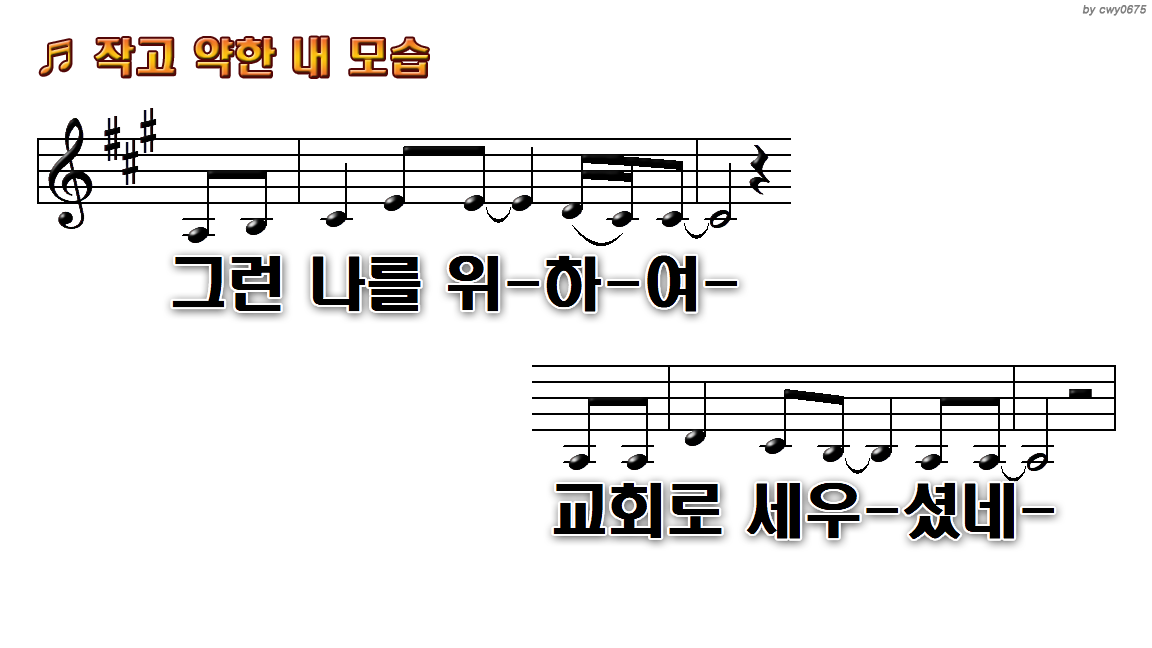 by cwy0675
♬ 작고 약한 내 모습
그런 나를 위-하-여-
교회로 세우-셨네-